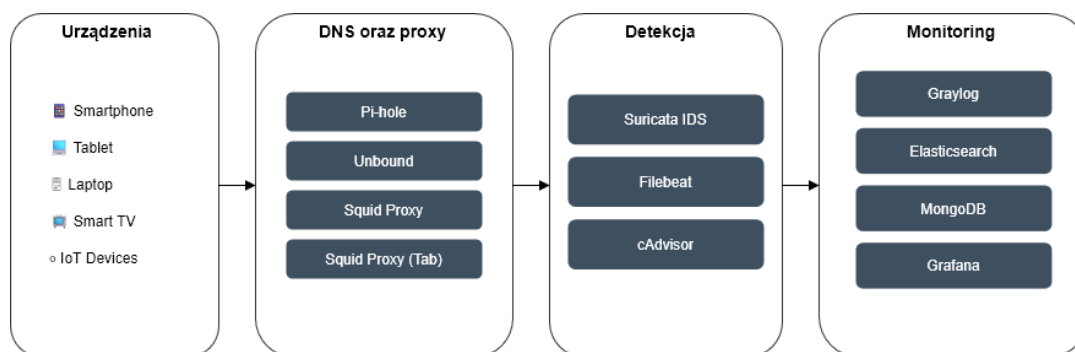 Urządzenia
Smartphone
Tablet
Laptop
Smart TV
IoT Devices
DNS oraz proxy
Pi-hole
Unbound
Squid Proxy
Squid Proxy (Tab)
Detekcja
Suricata IDS
Filebeat
cAdvisor
Monitoring
Graylog
Elasticsearch
MongoDB
Grafana